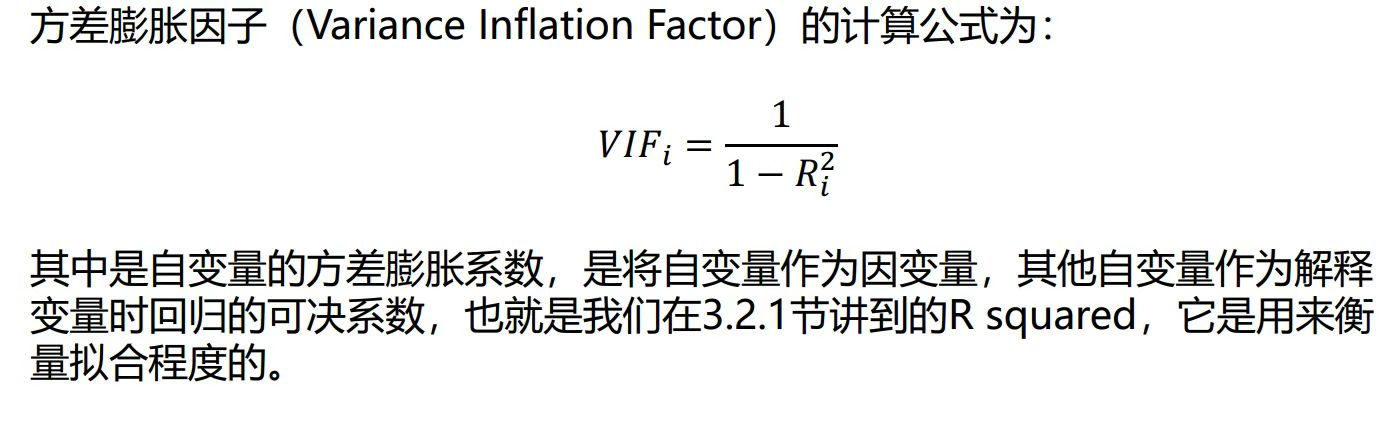 方差膨胀因子（Variance Inflation Factor）的计算公式为：
VIF_i = \frac{1}{1 - R_i^2}
其中是自变量的方差膨胀系数，是将自变量作为因变量，其他自变量作为解释
变量时回归的可决系数，也就是我们在3.2.1节讲到的R squared，它是用来衡
量拟合程度的。